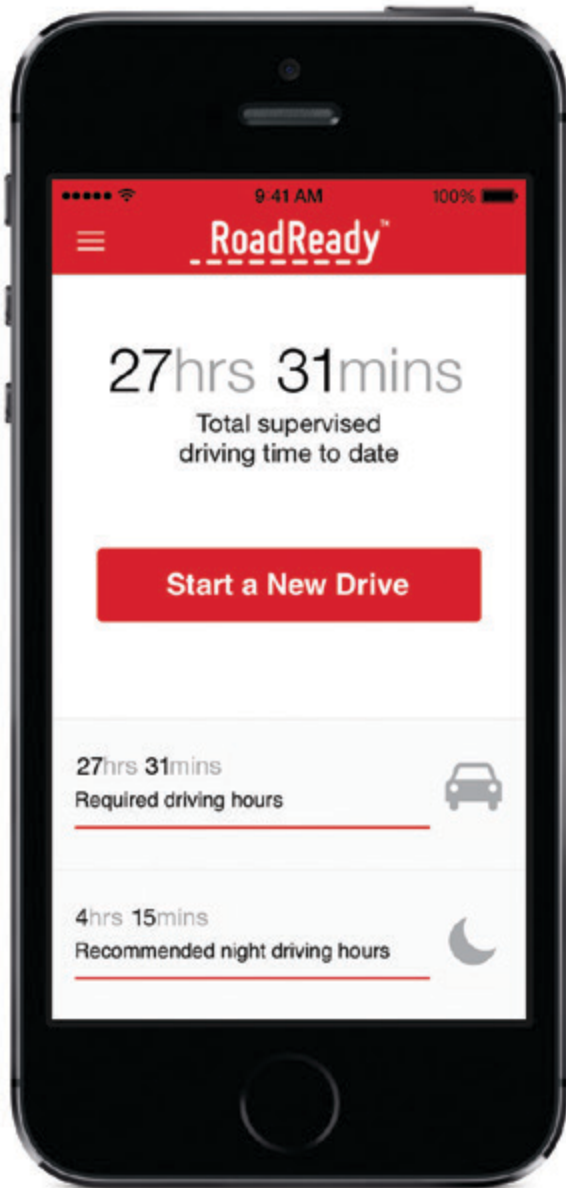 9:41 AM
100%
RoadReady™
27hrs 31mins
Total supervised
driving time to date
Start a New Drive
27hrs 31mins
Required driving hours
4hrs 15mins
Recommended night driving hours